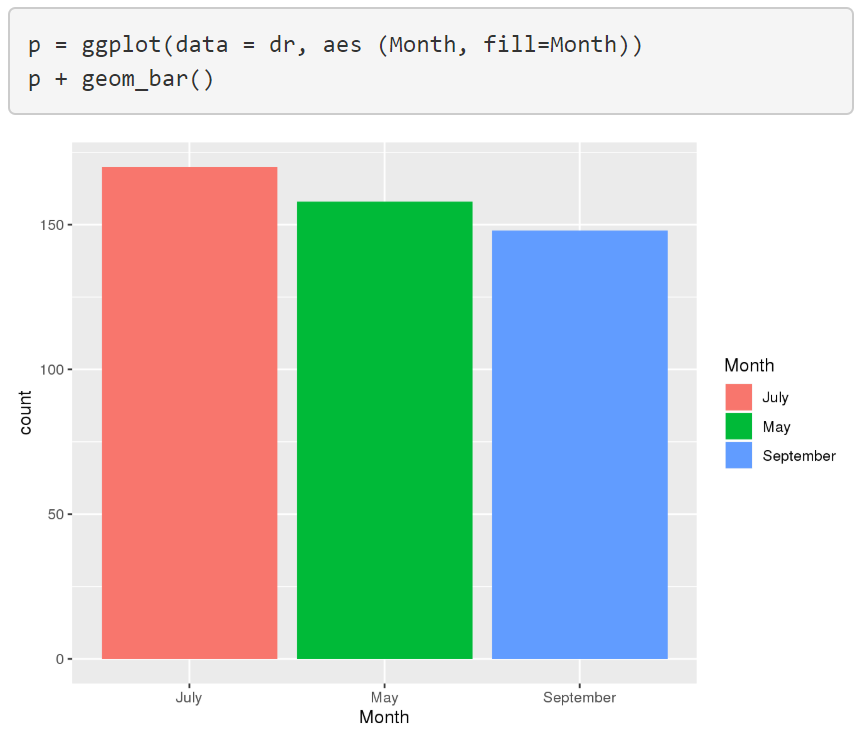 p = ggplot(data = dr, aes (Month, fill=Month))
p + geom_bar()
150
100
50
0
count
July
May
September
Month
Month
July
May
September